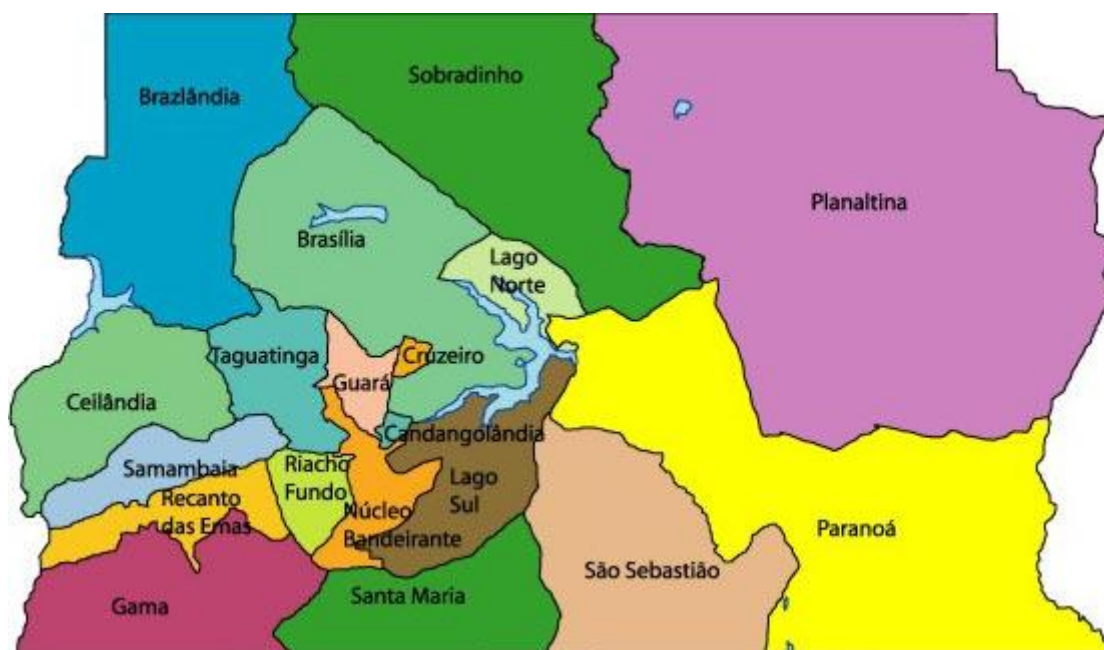 Sobradinho
Brazlândia
Planaltina
Brasília
Lago
Norte
Taguatinga
Cruzeiro
Guará
Ceilândia
Candangolândia
Samambaia
Riacho
Fundo
Lago
Sul
Recanto
das Emas
Núcleo
Bandeirante
Paranoá
São Sebastião
Santa Maria
Gama